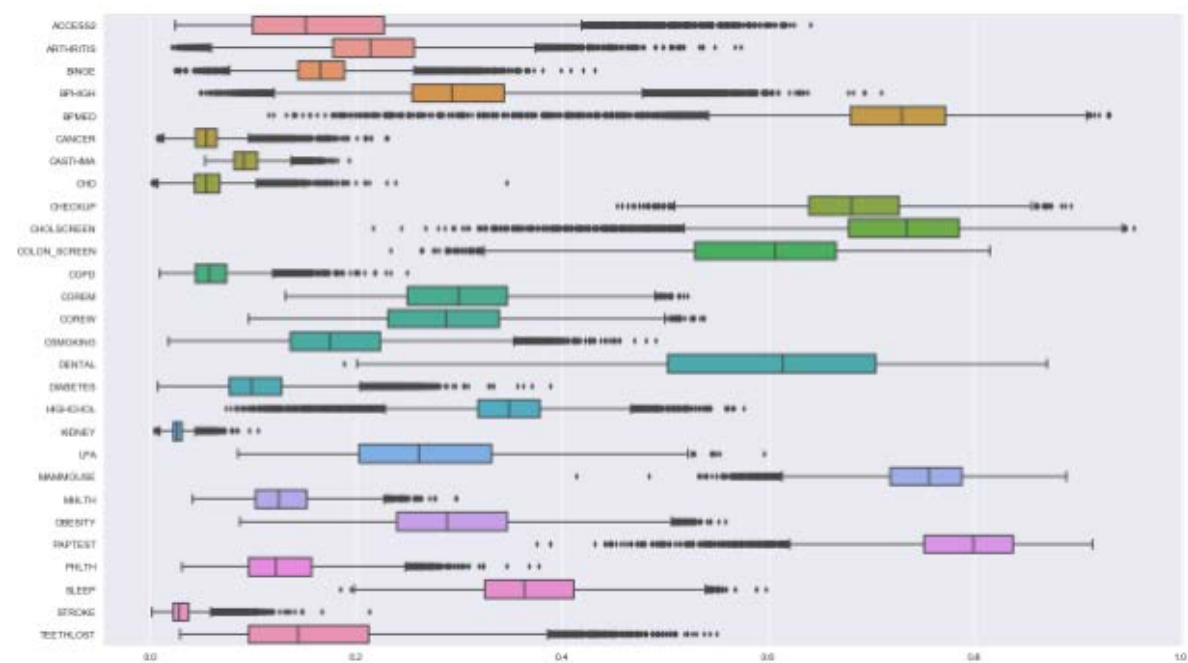 ACCESS2
ARTHRITIS
BINGE
BPHIGH
BPMED
CANCER
CASTHMA
CHD
CHECKUP
CHOLSCREEN
COLON_SCREEN
COPD
COREM
COREW
CSMOKING
DENTAL
DIABETES
HIGHCHOL
KIDNEY
LPA
MAMMOUSE
MHLTH
OBESITY
PAPTEST
PHLTH
SLEEP
STROKE
TEETHLOST
0.0 0.2 0.4 0.6 0.8 1.0